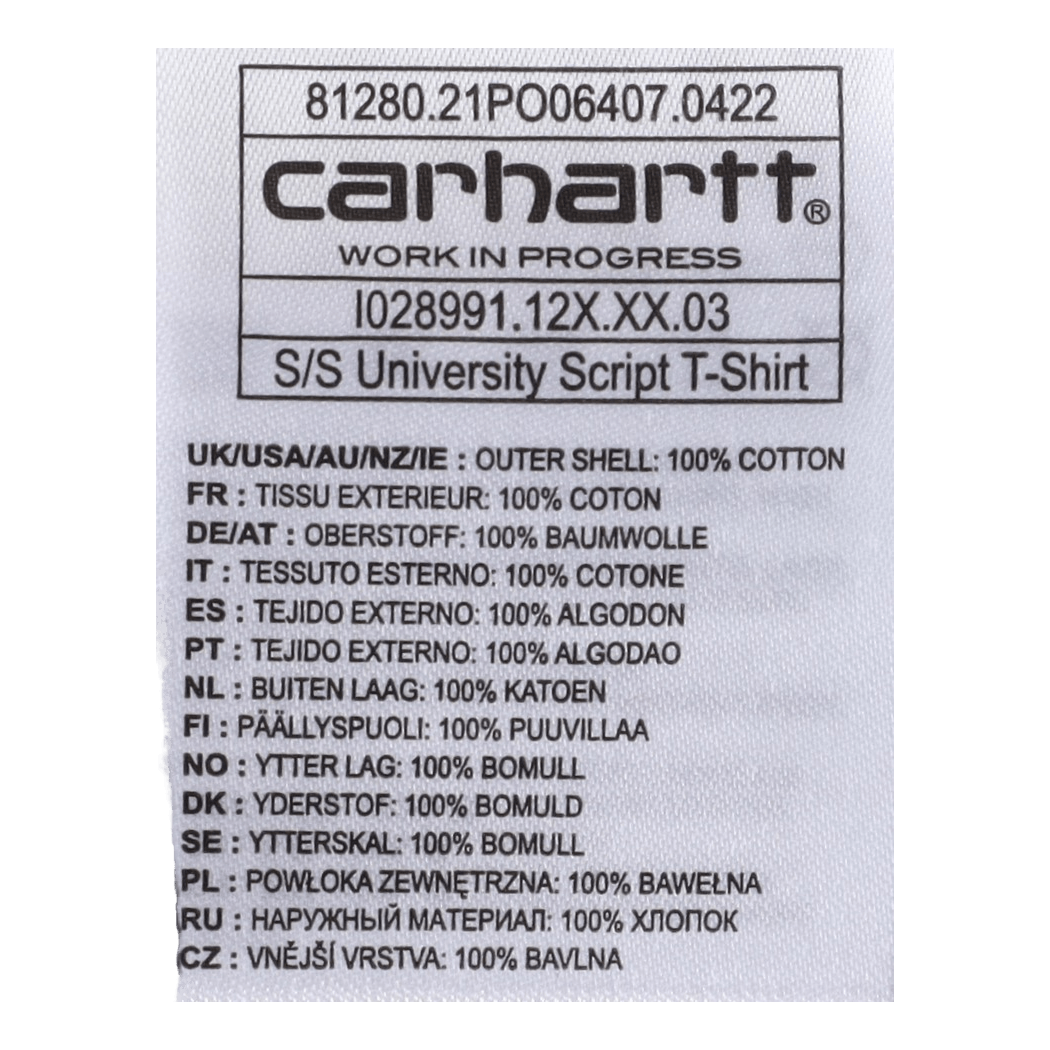 81280.21PO06407.0422
carhartt®
WORK IN PROGRESS
I028991.12X.XX.03
S/S University Script T-Shirt
UK/USA/AU/NZ/IE : OUTER SHELL: 100% COTTON
FR : TISSU EXTERIEUR: 100% COTON
DE/AT : OBERSTOFF: 100% BAUMWOLLE
IT : TESSUTO ESTERNO: 100% COTONE
ES : TEJIDO EXTERNO: 100% ALGODON
PT : TEJIDO EXTERNO: 100% ALGODAO
NL : BUITEN LAAG: 100% KATOEN
FI : PÄÄLLYSPUOLI: 100% PUUVILLAA
NO : YTTER LAG: 100% BOMULL
DK : YDERSTOF: 100% BOMULD
SE : YTTERSKAL: 100% BOMULL
PL : POWŁOKA ZEWNĘTRZNA: 100% BAWEŁNA
RU : НАРУЖНЫЙ МАТЕРИАЛ: 100% ХЛОПОК
CZ : VNĚJŠÍ VRSTVA: 100% BAVLNA